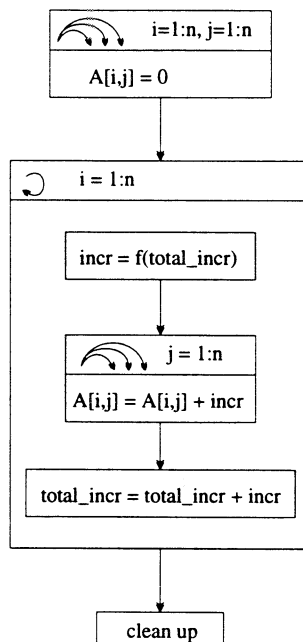 i=1:n, j=1:n
A[i,j] = 0
i = 1:n
incr = f(total_incr)
j = 1:n
A[i,j] = A[i,j] + incr
total_incr = total_incr + incr
clean up